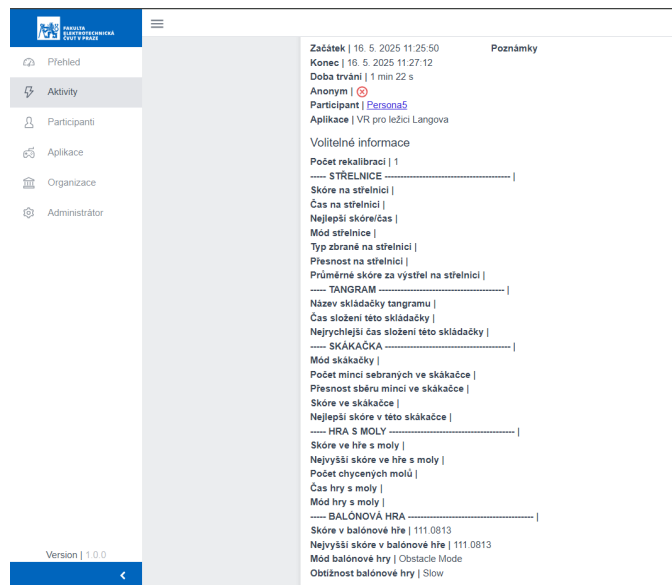 FAKULTA
ELEKTROTECHNICKÁ
ČVUT V PRAZE
Přehled
Aktivity
Participanti
Aplikace
Organizace
Administrátor
Version | 1.0.0
Začátek | 16. 5. 2025 11:25:50
Poznámky
Konec | 16. 5. 2025 11:27:12
Doba trvání | 1 min 22 s
Anonym |
Participant | Persona5
Aplikace | VR pro ležící Langova
Volitelné informace
Počet rekalibrací | 1
----- STŘELNICE ---------------------------------------- |
Skóre na střelnici |
Čas na střelnici |
Nejlepší skóre/čas |
Mód střelnice |
Typ zbraně na střelnici |
Přesnost na střelnici |
Průměrné skóre za výstřel na střelnici |
----- TANGRAM ---------------------------------------- |
Název skládačky tangramu |
Čas složení této skládačky |
Nejrychlejší čas složení této skládačky |
----- SKÁKAČKA ---------------------------------------- |
Mód skákačky |
Počet mincí sebraných ve skákačce |
Přesnost sběru mincí ve skákačce |
Skóre ve skákačce |
Nejlepší skóre v této skákačce |
----- HRA S MOLY ---------------------------------------- |
Skóre ve hře s moly |
Nejvyšší skóre ve hře s moly |
Počet chycených molů |
Čas hry s moly |
Mód hry s moly |
----- BALÓNOVÁ HRA ---------------------------------------- |
Skóre v balónové hře | 111.0813
Nejvyšší skóre v balónové hře | 111.0813
Mód balónové hry | Obstacle Mode
Obtížnost balónové hry | Slow